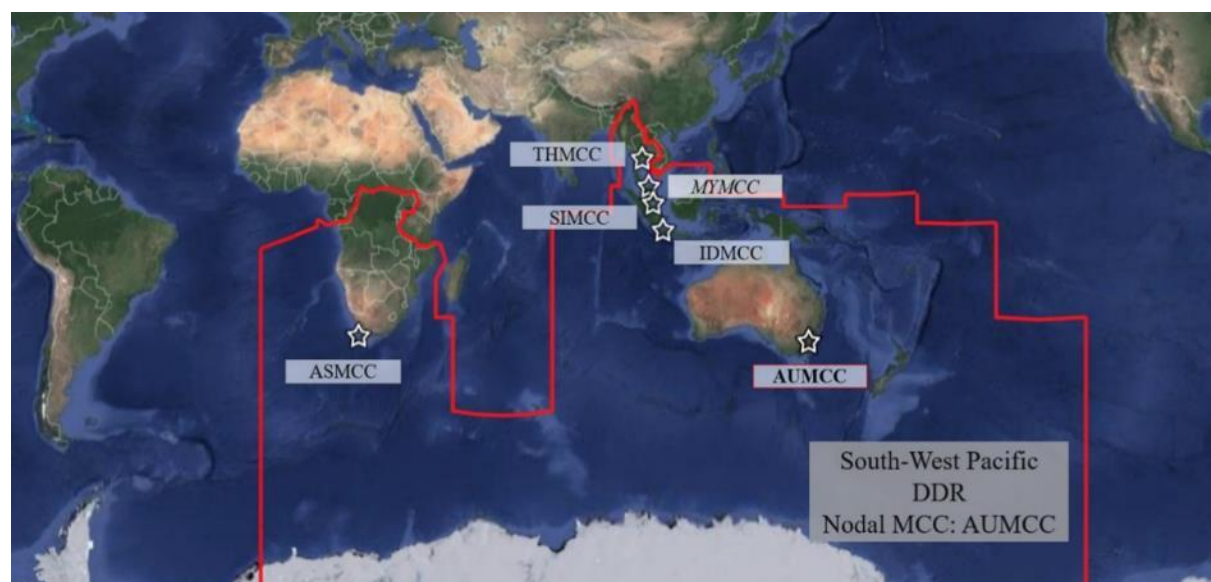 THMCC
MYMCC
SIMCC
IDMCC
ASMCC
AUMCC
South-West Pacific
DDR
Nodal MCC: AUMCC